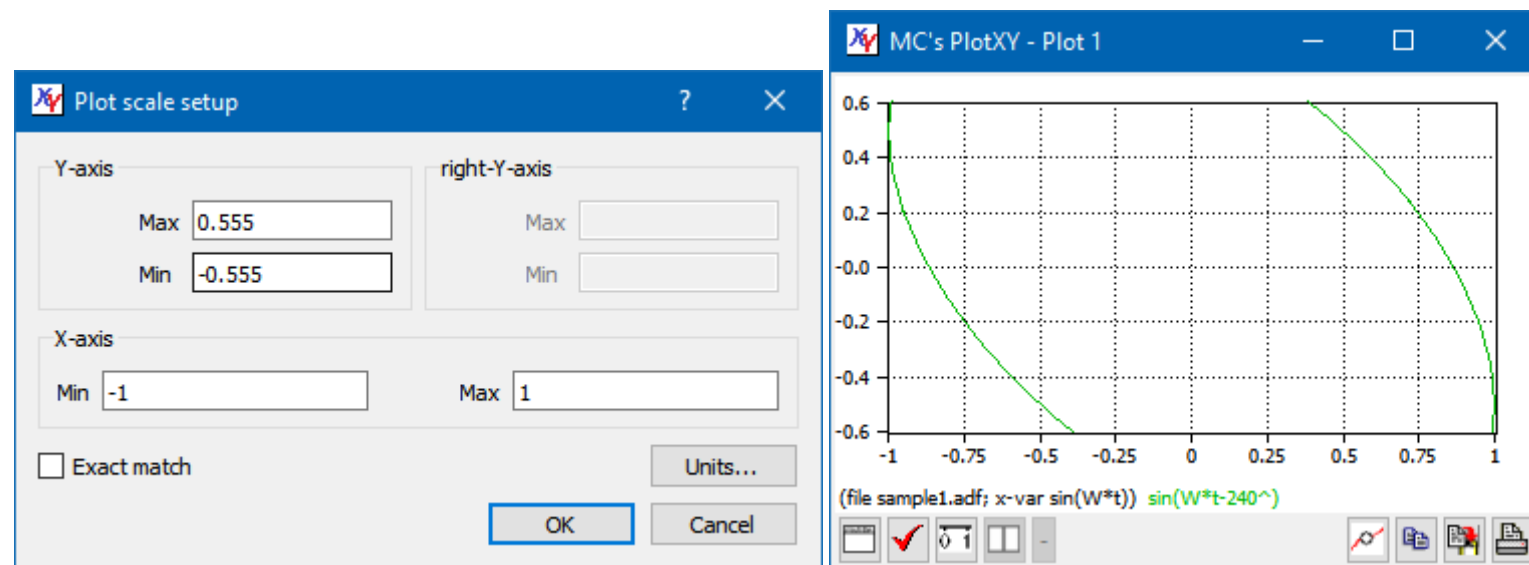 XY Plot scale setup ? ×
Y-axis
Max 0.555
Min -0.555
right-Y-axis
Max
Min
X-axis
Min -1 Max 1
Exact match
Units...
OK Cancel
XY MC's PlotXY - Plot 1
0.6
0.4
0.2
-0.0
-0.2
-0.4
-0.6
-1 -0.75 -0.5 -0.25 0 0.25 0.5 0.75 1
(file sample1.adf; x-var sin(W*t)) sin(W*t-240^)
0 1 -